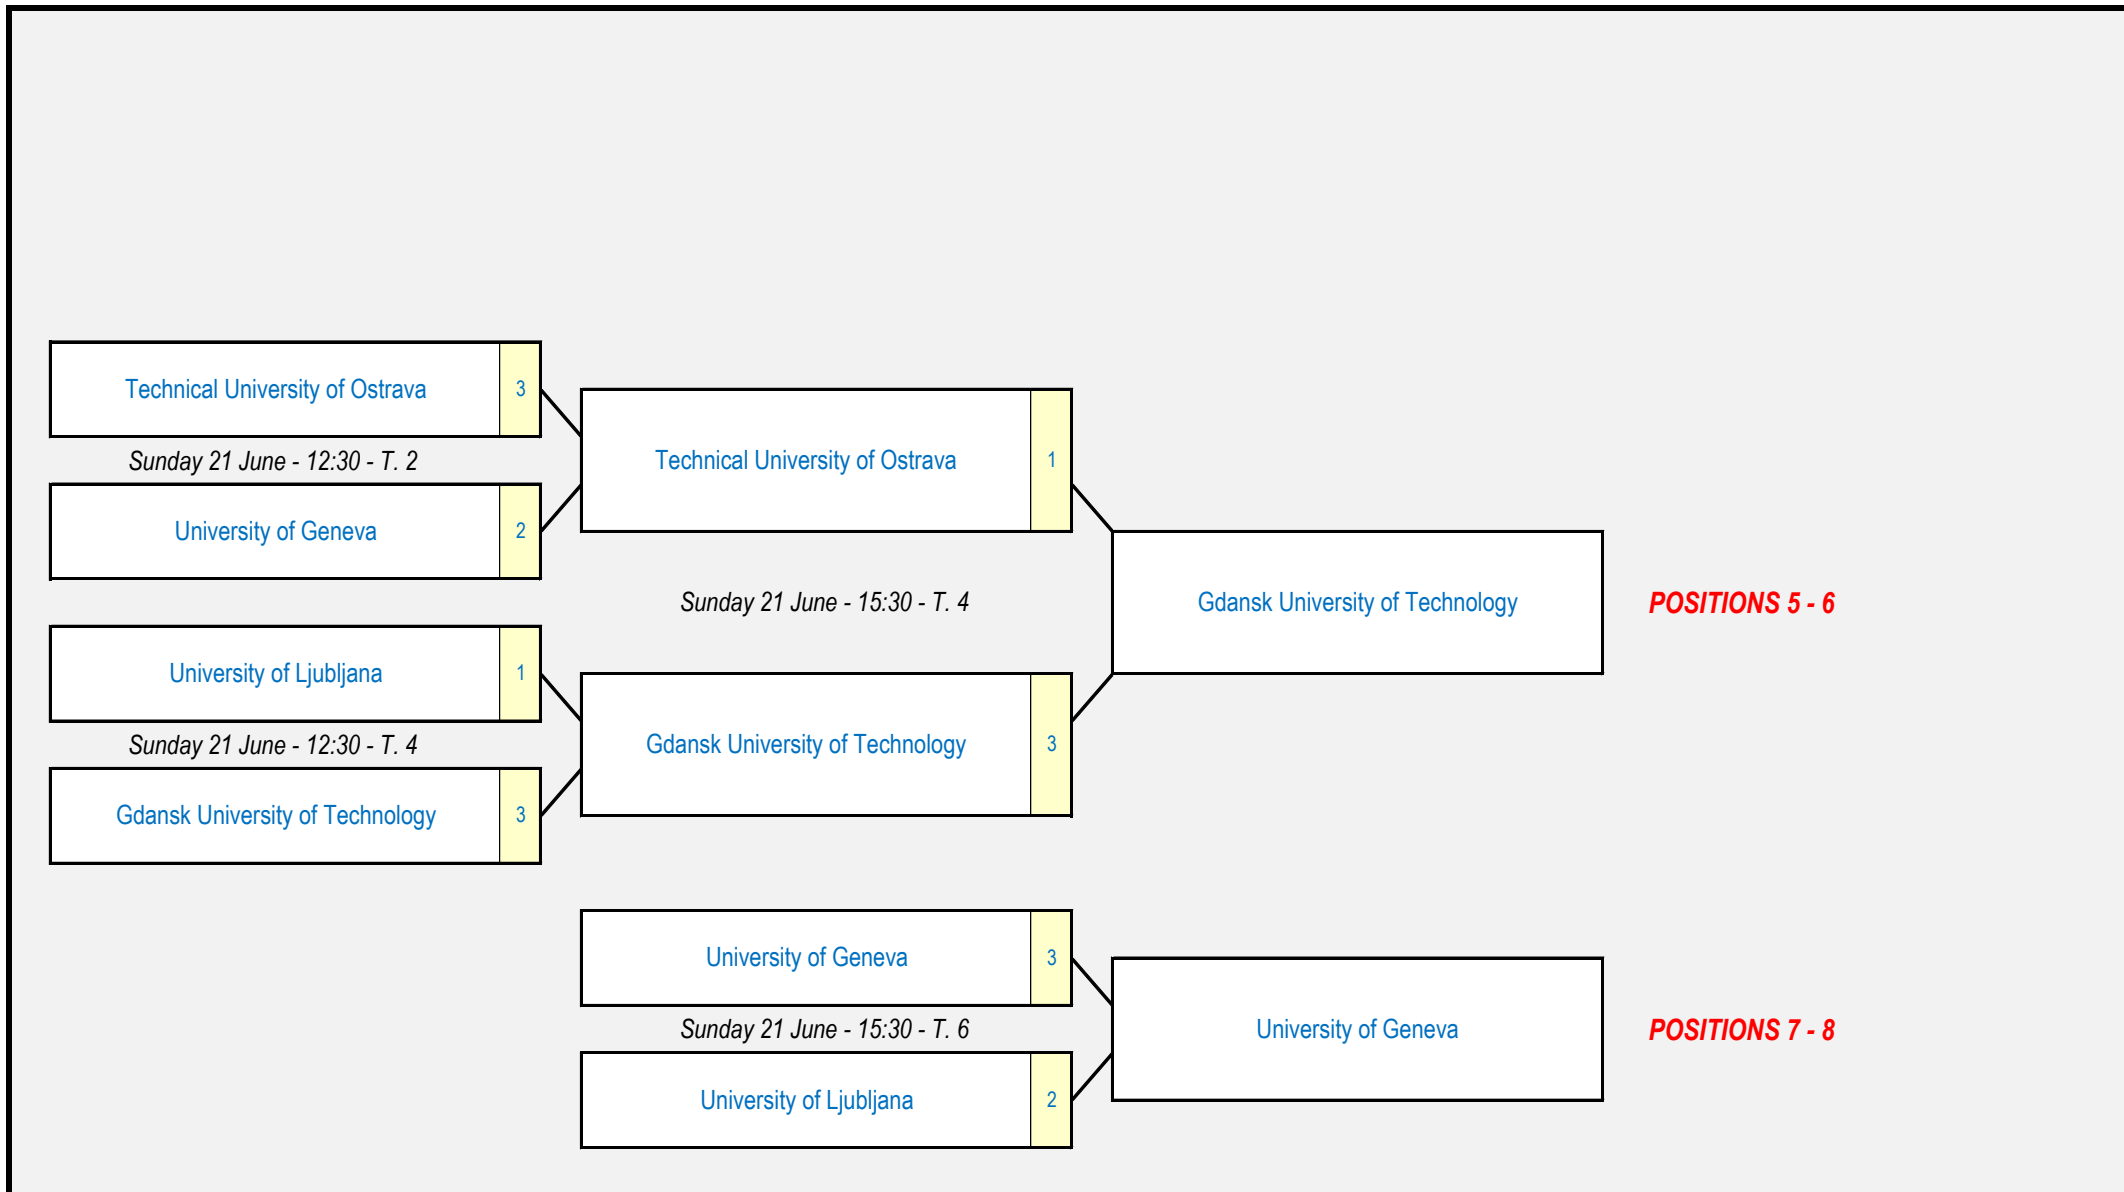 Technical University of Ostrava 3
Sunday 21 June - 12:30 - T. 2
University of Geneva 2
University of Ljubljana 1
Sunday 21 June - 12:30 - T. 4
Gdansk University of Technology 3
Technical University of Ostrava 1
Sunday 21 June - 15:30 - T. 4
Gdansk University of Technology 3
Gdansk University of Technology
POSITIONS 5 - 6
University of Geneva 3
Sunday 21 June - 15:30 - T. 6
University of Ljubljana 2
University of Geneva
POSITIONS 7 - 8